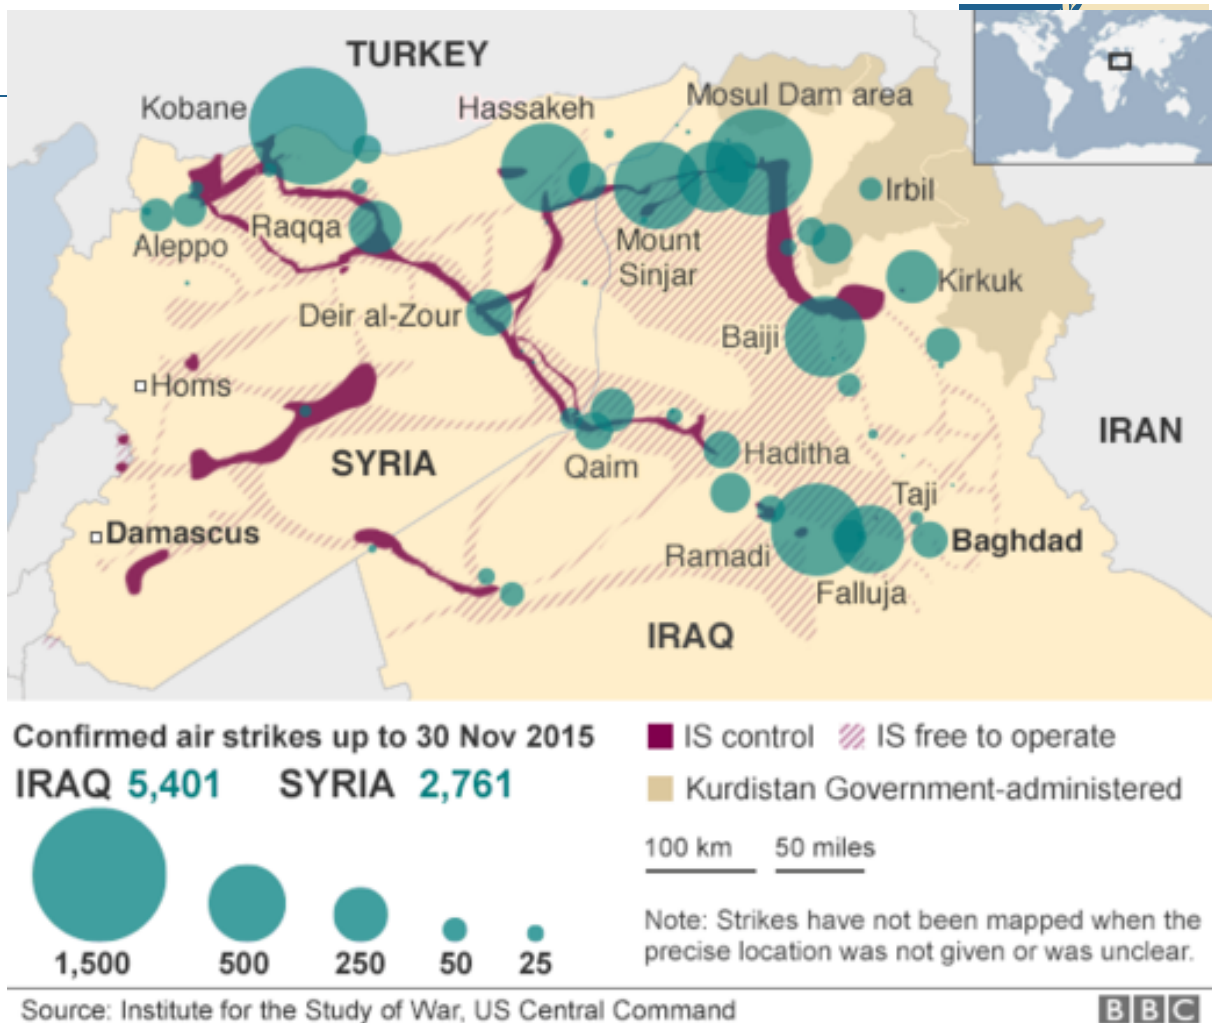 TURKEY
Kobane
Hassakeh
Mosul Dam area
Irbil
Raqqa
Aleppo
Mount
Sinjar
Kirkuk
Deir al-Zour
Baiji
Homs
IRAN
SYRIA
Qaim
Haditha
Taji
Damascus
Baghdad
Ramadi
Falluja
IRAQ
Confirmed air strikes up to 30 Nov 2015
IRAQ 5,401 SYRIA 2,761
1,500 500 250 50 25
IS control IS free to operate
Kurdistan Government-administered
100 km 50 miles
Note: Strikes have not been mapped when the
precise location was not given or was unclear.
Source: Institute for the Study of War, US Central Command
BBC